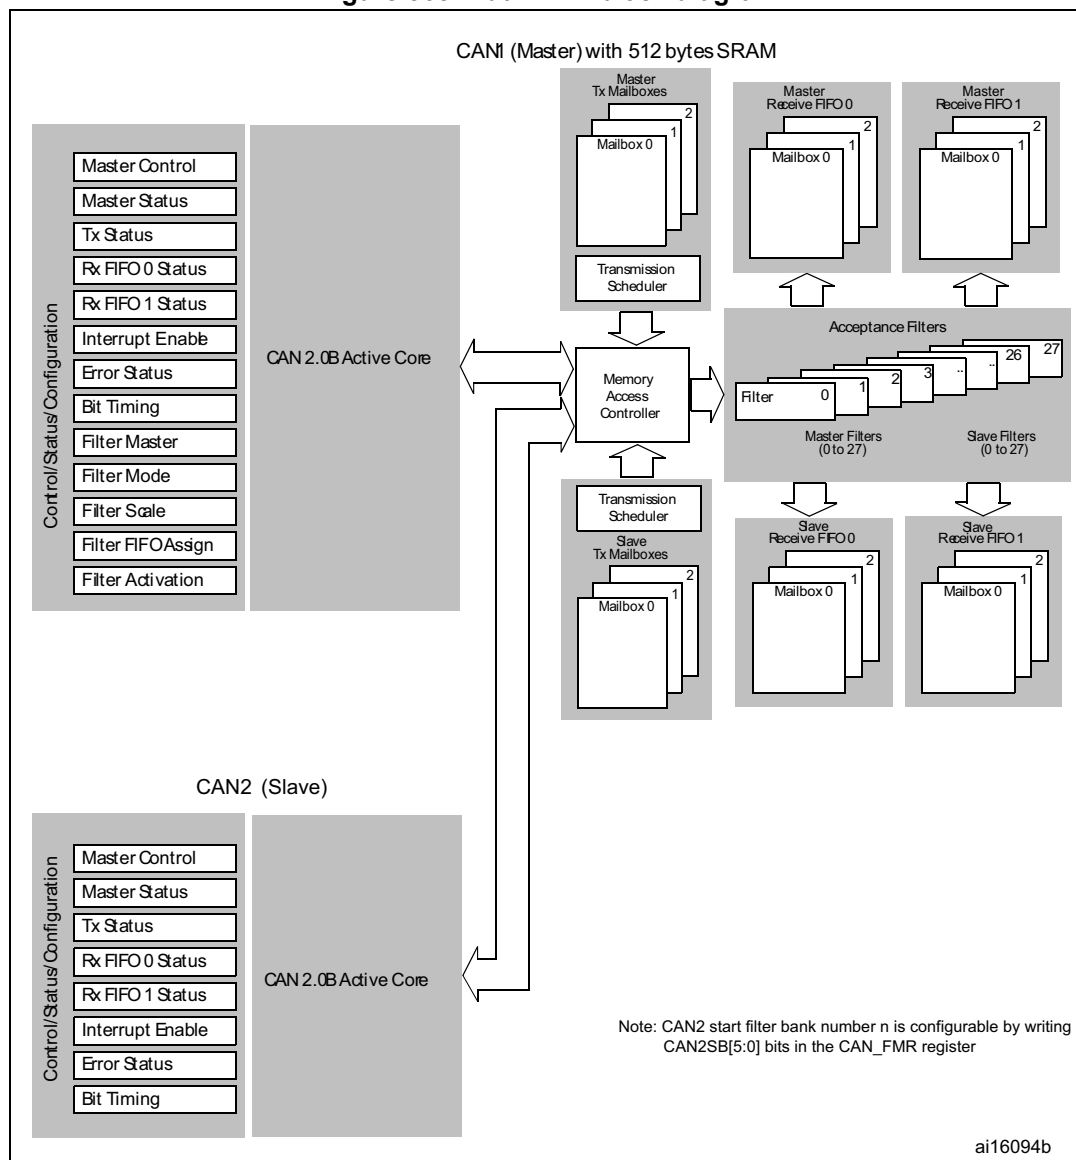 CAN1 (Master) with 512 bytes SRAM
Master
Tx Mailboxes
2
1
Mailbox 0
Transmission
Scheduler
Master
Receive FIFO 0
2
1
Mailbox 0
Master
Receive FIFO 1
2
1
Mailbox 0
Control/Status/Configuration
Master Control
Master Status
Tx Status
Rx FIFO 0 Status
Rx FIFO 1 Status
Interrupt Enable
Error Status
Bit Timing
Filter Master
Filter Mode
Filter Scale
Filter FIFO Assign
Filter Activation
CAN 2.0B Active Core
Memory
Access
Controller
Acceptance Filters
Filter 0 1 2 3 .. .. 26 27
Master Filters
(0 to 27)
Slave Filters
(0 to 27)
Transmission
Scheduler
Slave
Tx Mailboxes
2
1
Mailbox 0
Slave
Receive FIFO 0
2
1
Mailbox 0
Slave
Receive FIFO 1
2
1
Mailbox 0
CAN2 (Slave)
Control/Status/Configuration
Master Control
Master Status
Tx Status
Rx FIFO 0 Status
Rx FIFO 1 Status
Interrupt Enable
Error Status
Bit Timing
CAN 2.0B Active Core
Note: CAN2 start filter bank number n is configurable by writing
CAN2SB[5:0] bits in the CAN_FMR register
ai16094b